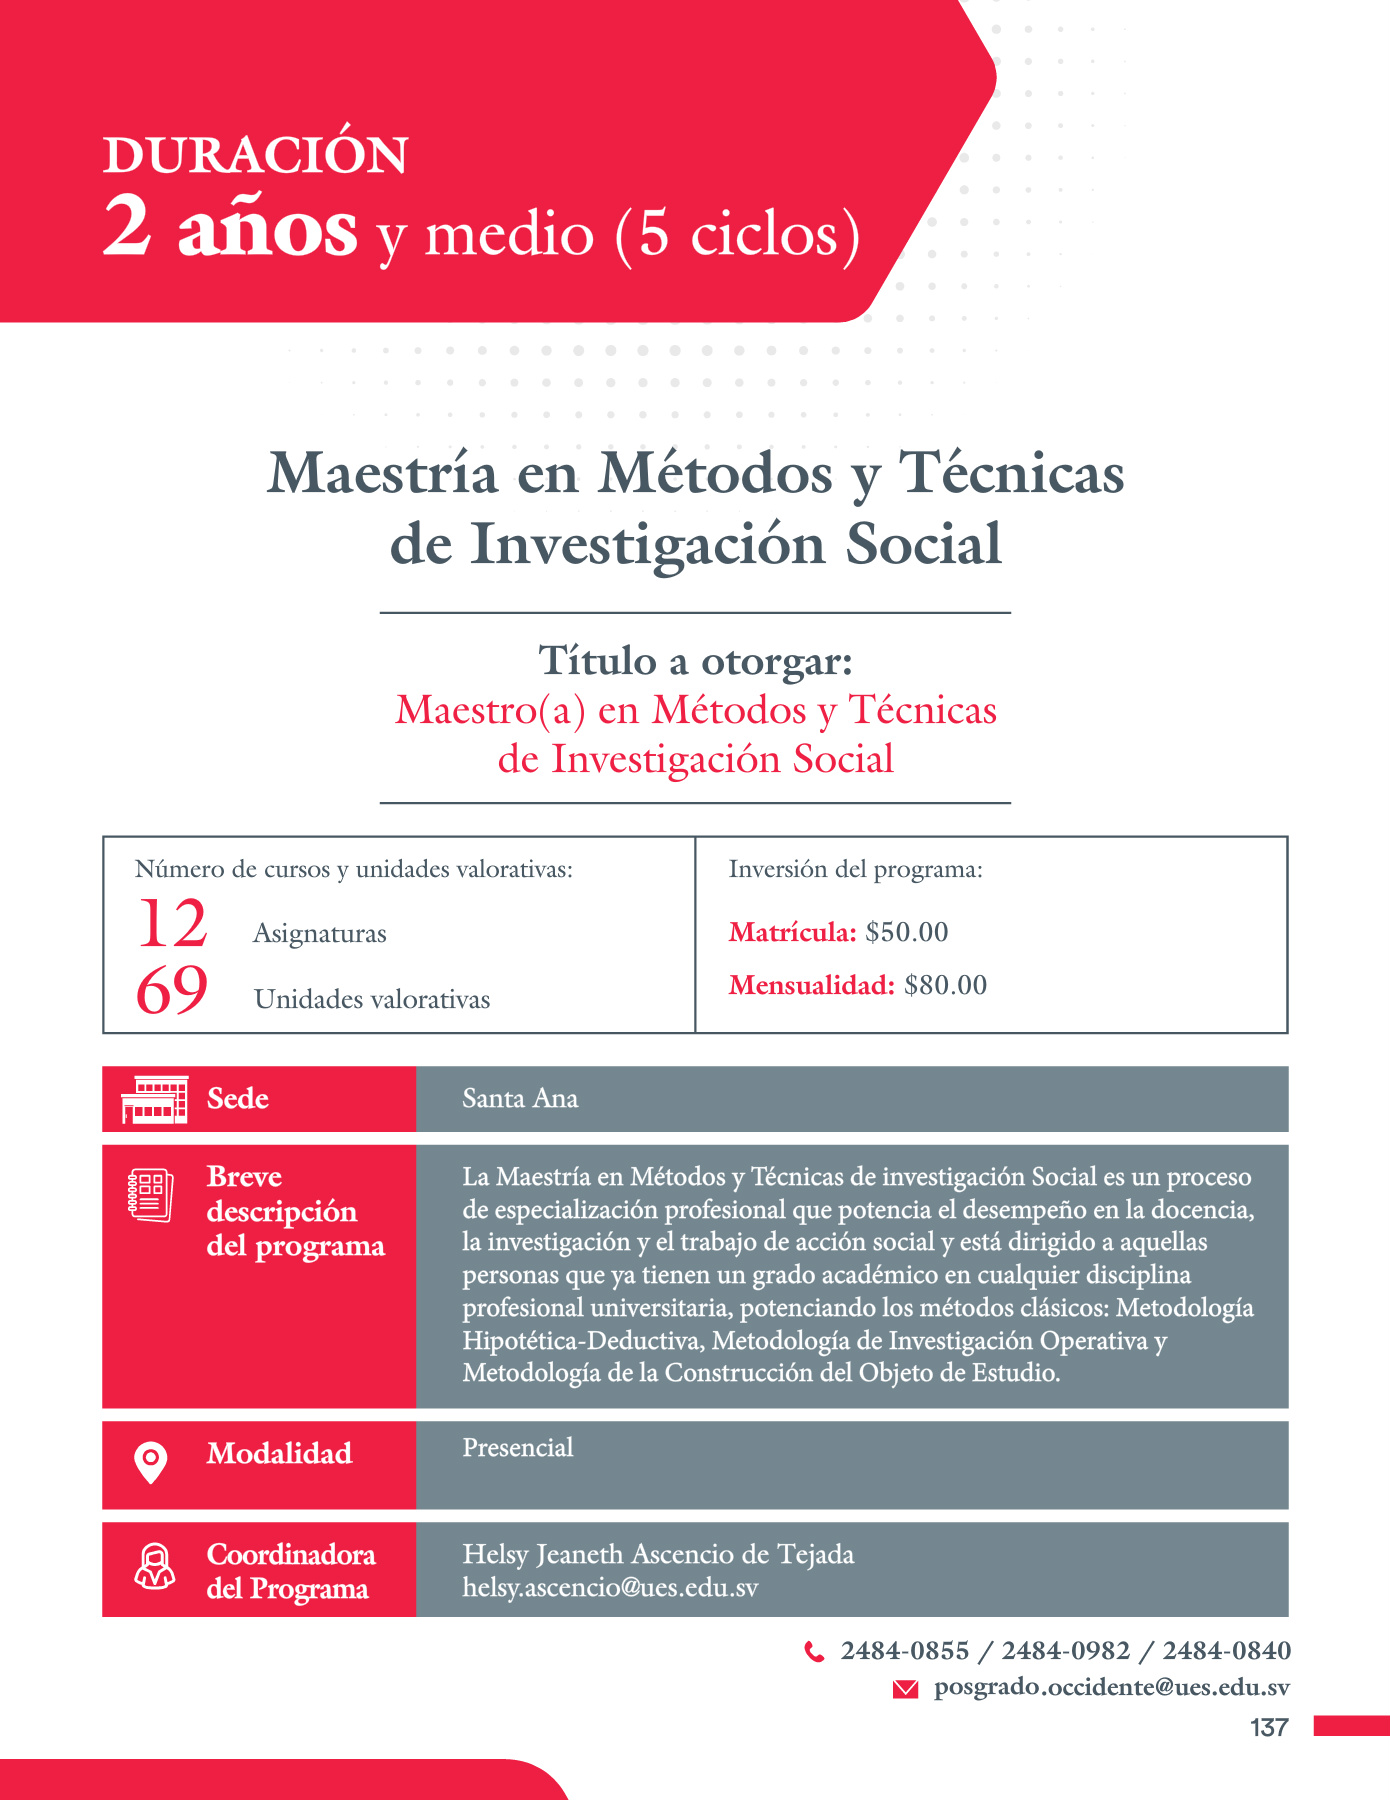 DURACIÓN
2 años y medio (5 ciclos)
Maestría en Métodos y Técnicas
de Investigación Social
Título a otorgar:
Maestro(a) en Métodos y Técnicas
de Investigación Social
Número de cursos y unidades valorativas:
12 Asignaturas
69 Unidades valorativas
Inversión del programa:
Matrícula: $50.00
Mensualidad: $80.00
Sede
Santa Ana
Breve
descripción
del programa
La Maestría en Métodos y Técnicas de investigación Social es un proceso
de especialización profesional que potencia el desempeño en la docencia,
la investigación y el trabajo de acción social y está dirigido a aquellas
personas que ya tienen un grado académico en cualquier disciplina
profesional universitaria, potenciando los métodos clásicos: Metodología
Hipotética-Deductiva, Metodología de Investigación Operativa y
Metodología de la Construcción del Objeto de Estudio.
Modalidad
Presencial
Coordinadora
del Programa
Helsy Jeaneth Ascencio de Tejada
helsy.ascencio@ues.edu.sv
2484-0855 / 2484-0982 / 2484-0840
posgrado.occidente@ues.edu.sv
137